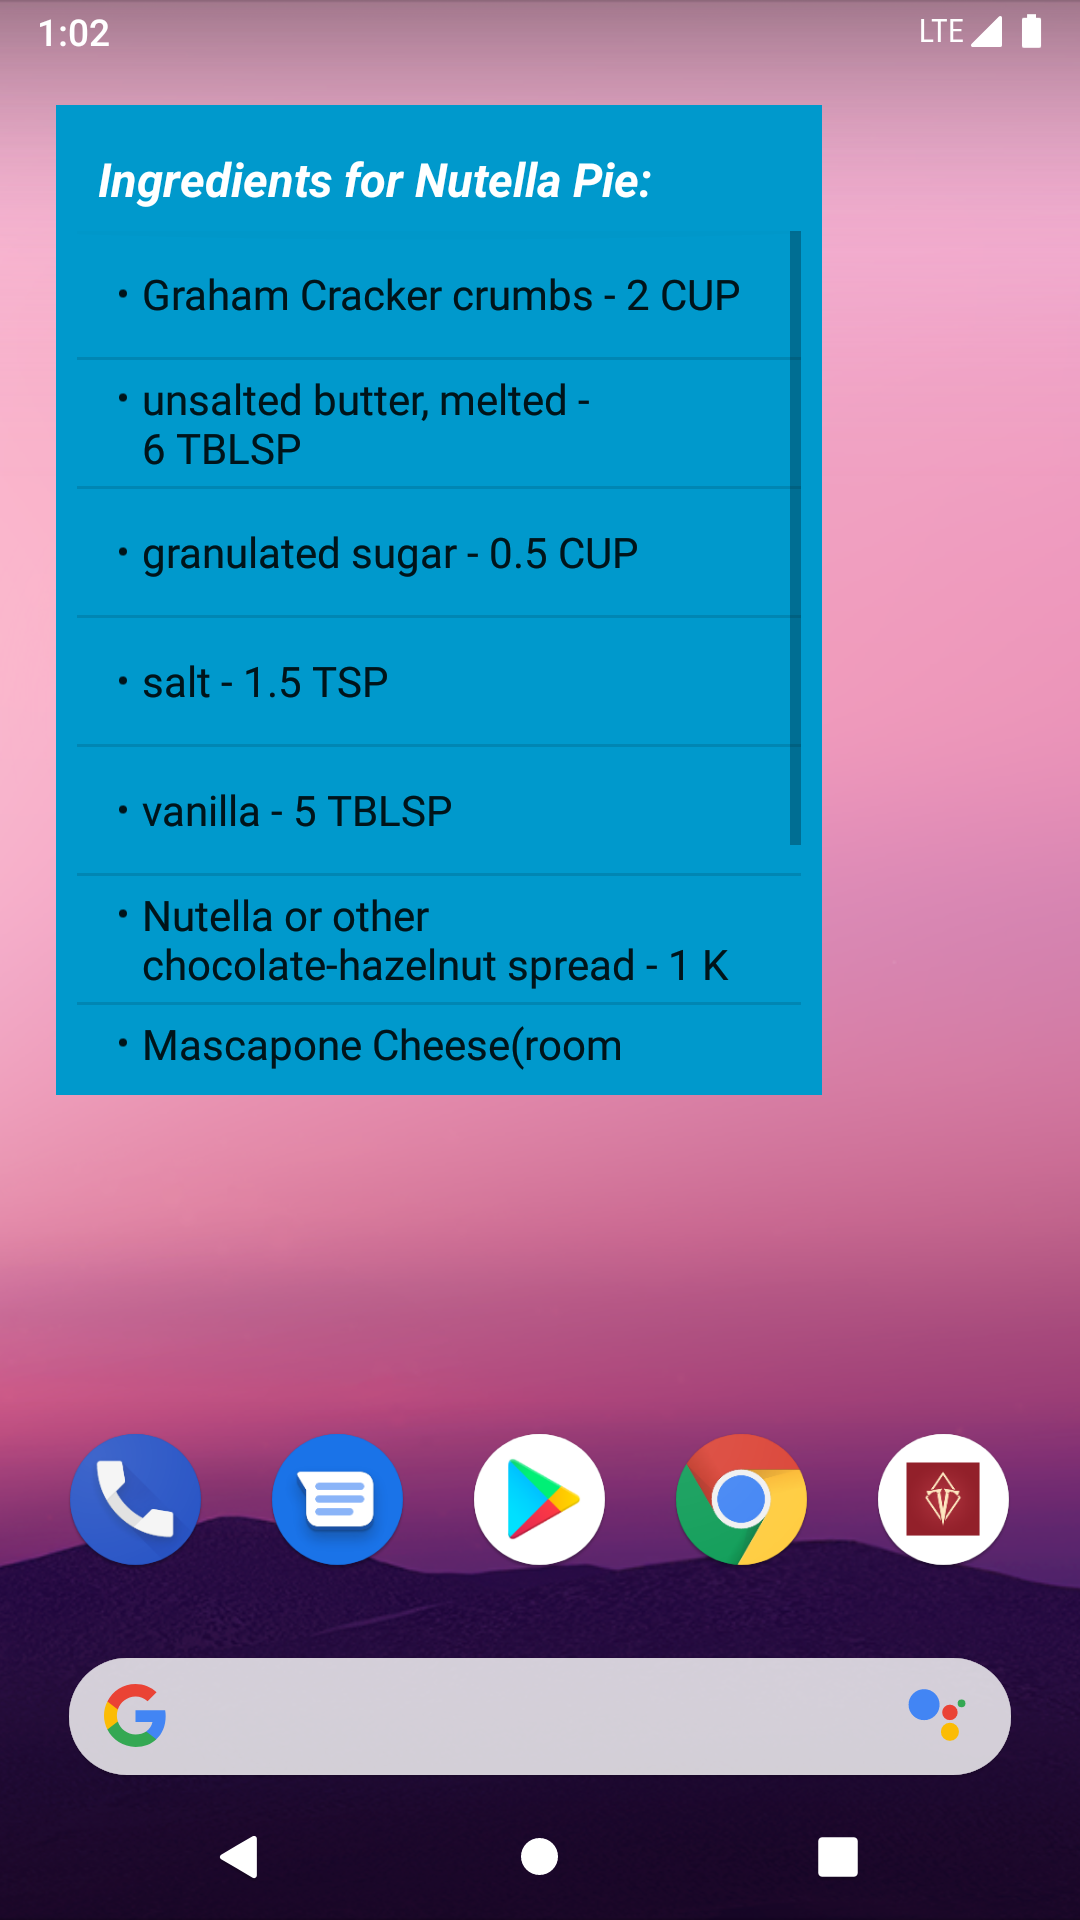 1:02
LTE
Ingredients for Nutella Pie:
• Graham Cracker crumbs - 2 CUP
• unsalted butter, melted -
6 TBLSP
• granulated sugar - 0.5 CUP
• salt - 1.5 TSP
• vanilla - 5 TBLSP
• Nutella or other
chocolate-hazelnut spread - 1 K
• Mascapone Cheese(room